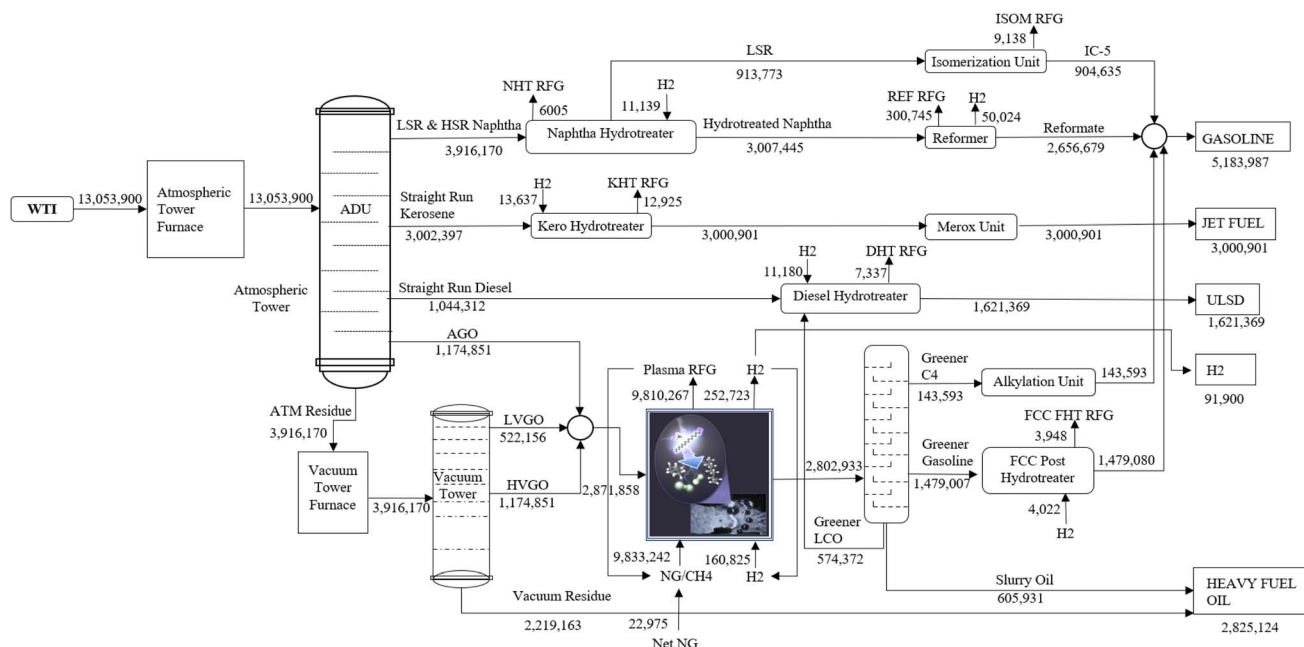 ISOM RFG
9,138
LSR
IC-5
913,773
Isomerization Unit
904,635
NHT RFG
6005
H2
11,139
REF RFG
300,745
H2
50,024
LSR & HSR Naphtha
3,916,170
Naphtha Hydrotreater
Hydrotreated Naphtha
3,007,445
Reformer
Reformate
2,656,679
GASOLINE
5,183,987
WTI
13,053,900
Atmospheric
Tower
Furnace
13,053,900
ADU
Straight Run
Kerosene
3,002,397
H2
13,637
KHT RFG
12,925
Kero Hydrotreater
3,000,901
Merox Unit
3,000,901
JET FUEL
3,000,901
Atmospheric
Tower
Straight Run Diesel
1,044,312
H2
11,180
DHT RFG
7,337
Diesel Hydrotreater
1,621,369
ULSD
1,621,369
AGO
1,174,851
Plasma RFG
9,810,267
H2
252,723
Greener
C4
143,593
Alkylation Unit
143,593
H2
91,900
ATM Residue
3,916,170
Vacuum
Tower
Furnace
3,916,170
Vacuum
Tower
LVGO
522,156
HVGO
1,174,851
2,871,858
2,802,933
Greener
Gasoline
1,479,007
FCC FHT RFG
3,948
FCC Post
Hydrotreater
1,479,080
4,022
H2
Greener
LCO
574,372
9,833,242
NG/CH4
160,825
H2
Vacuum Residue
2,219,163
22,975
Net NG
Slurry Oil
605,931
HEAVY FUEL
OIL
2,825,124